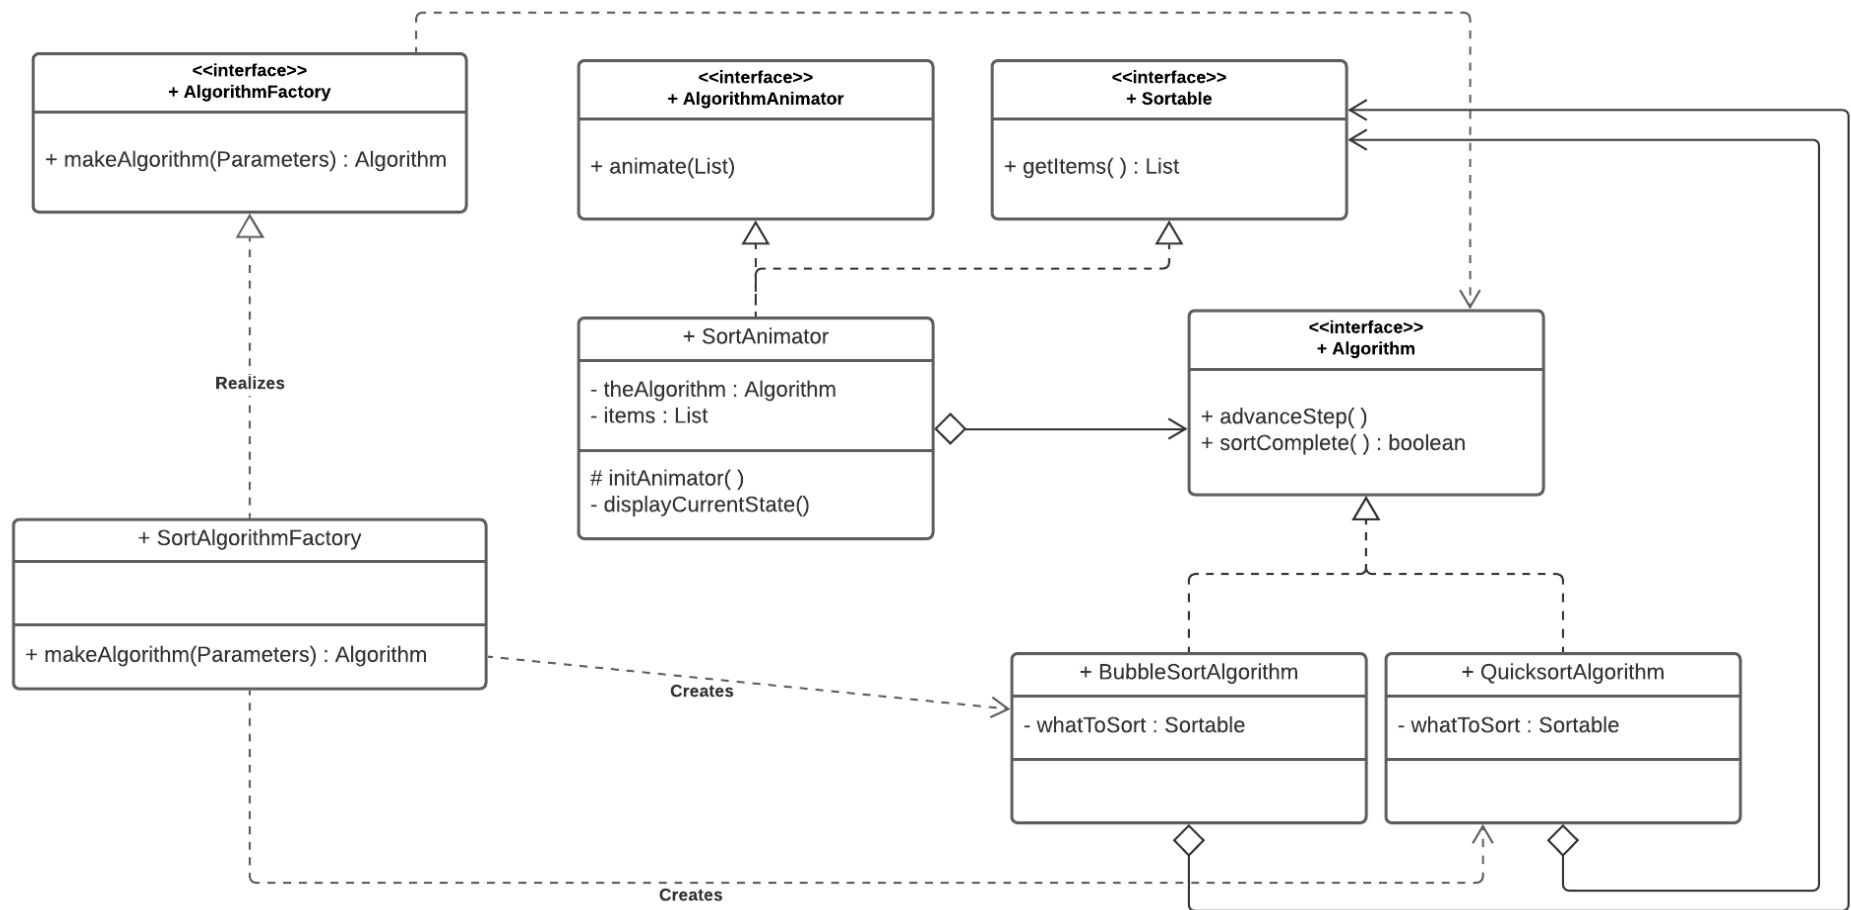 <<interface>>
+ AlgorithmFactory
+ makeAlgorithm(Parameters) : Algorithm
<<interface>>
+ AlgorithmAnimator
+ animate(List)
<<interface>>
+ Sortable
+ getItems( ) : List
Realizes
+ SortAnimator
- theAlgorithm : Algorithm
- items : List
# initAnimator( )
- displayCurrentState()
<<interface>>
+ Algorithm
+ advanceStep( )
+ sortComplete( ) : boolean
+ SortAlgorithmFactory
+ makeAlgorithm(Parameters) : Algorithm
Creates
+ BubbleSortAlgorithm
- whatToSort : Sortable
+ QuicksortAlgorithm
- whatToSort : Sortable
Creates